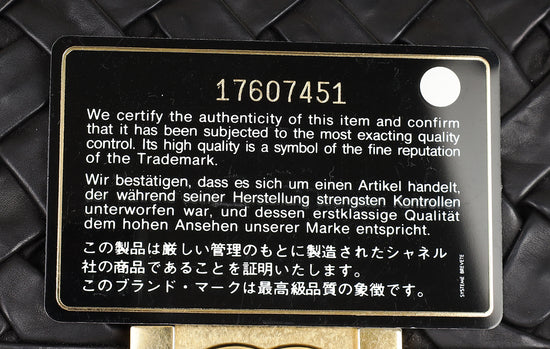 17607451
We certify the authenticity of this item and confirm
that it has been subjected to the most exacting quality
control. Its high quality is a symbol of the fine reputation
of the Trademark.
Wir bestätigen, dass es sich um einen Artikel handelt,
der während seiner Herstellung strengsten Kontrollen
unterworfen war, und dessen erstklassige Qualität
dem hohen Ansehen unserer Marke entspricht.
この製品は厳しい管理のもとに製造されたシャネル
社の商品であることを証明いたします。
このブランド・マークは最高級品質の象徴です。
SYSTEME BREVETE